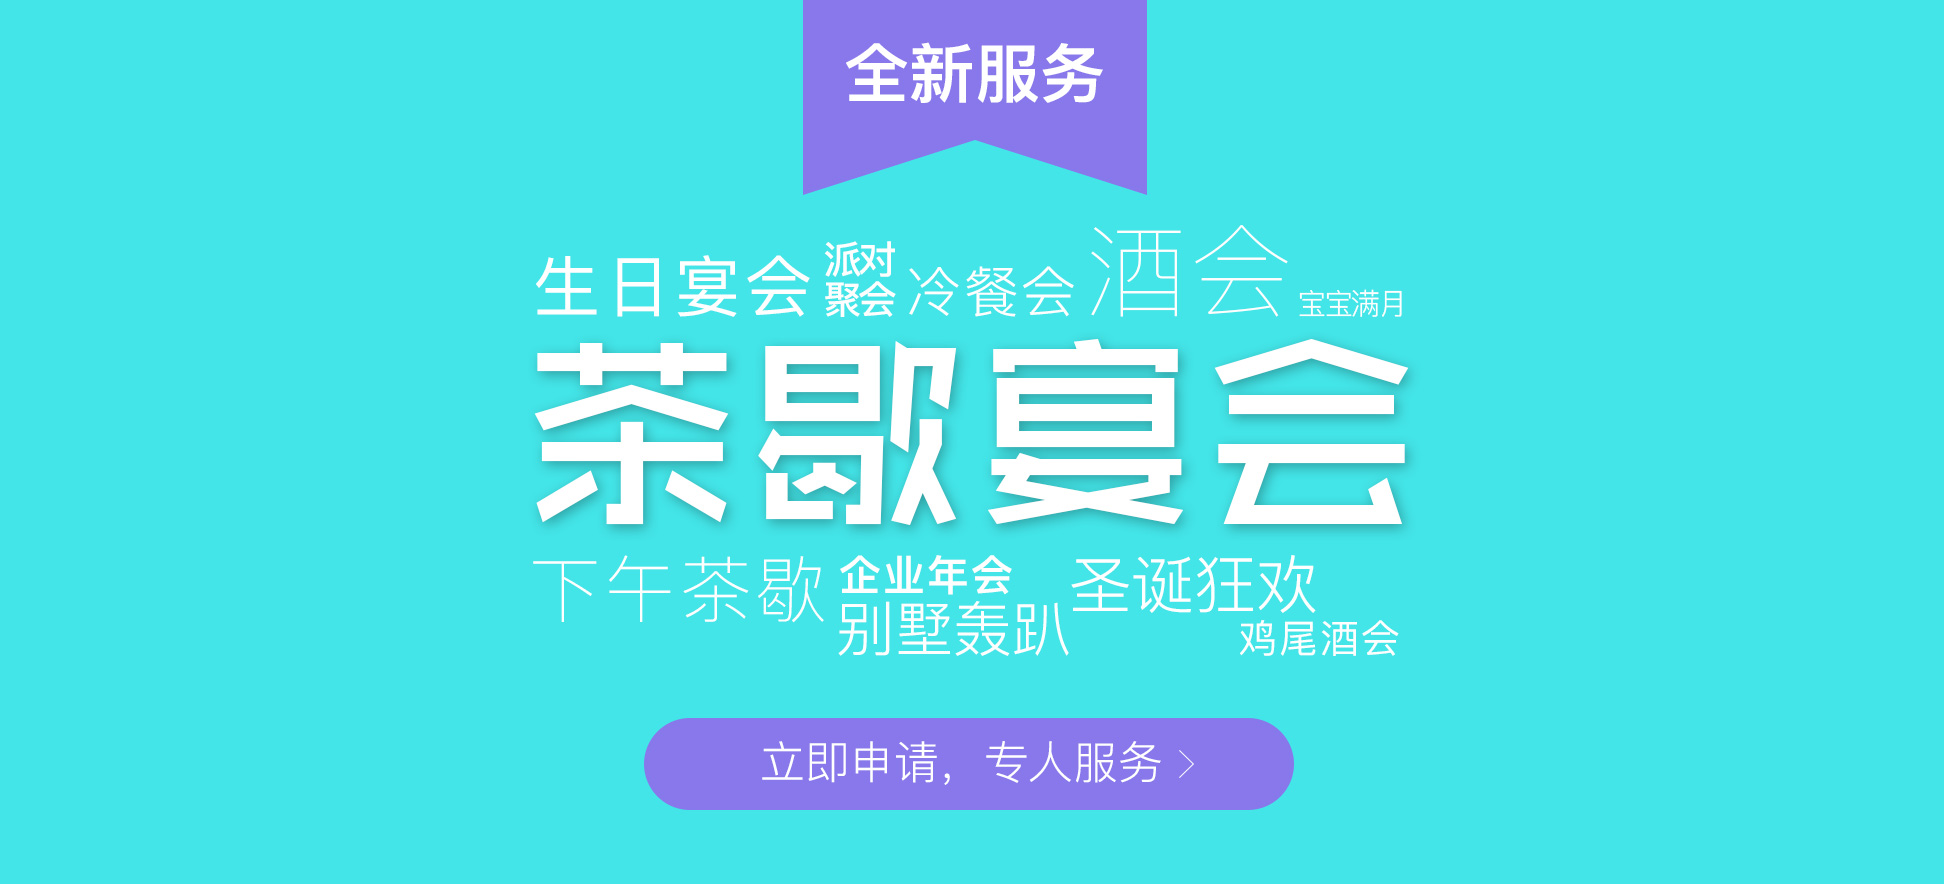 全新服务
生日宴会 派对聚会 冷餐会 酒会 宝宝满月
茶歇宴会
下午茶歇 企业年会 圣诞狂欢
别墅轰趴 鸡尾酒会
立即申请，专人服务 >